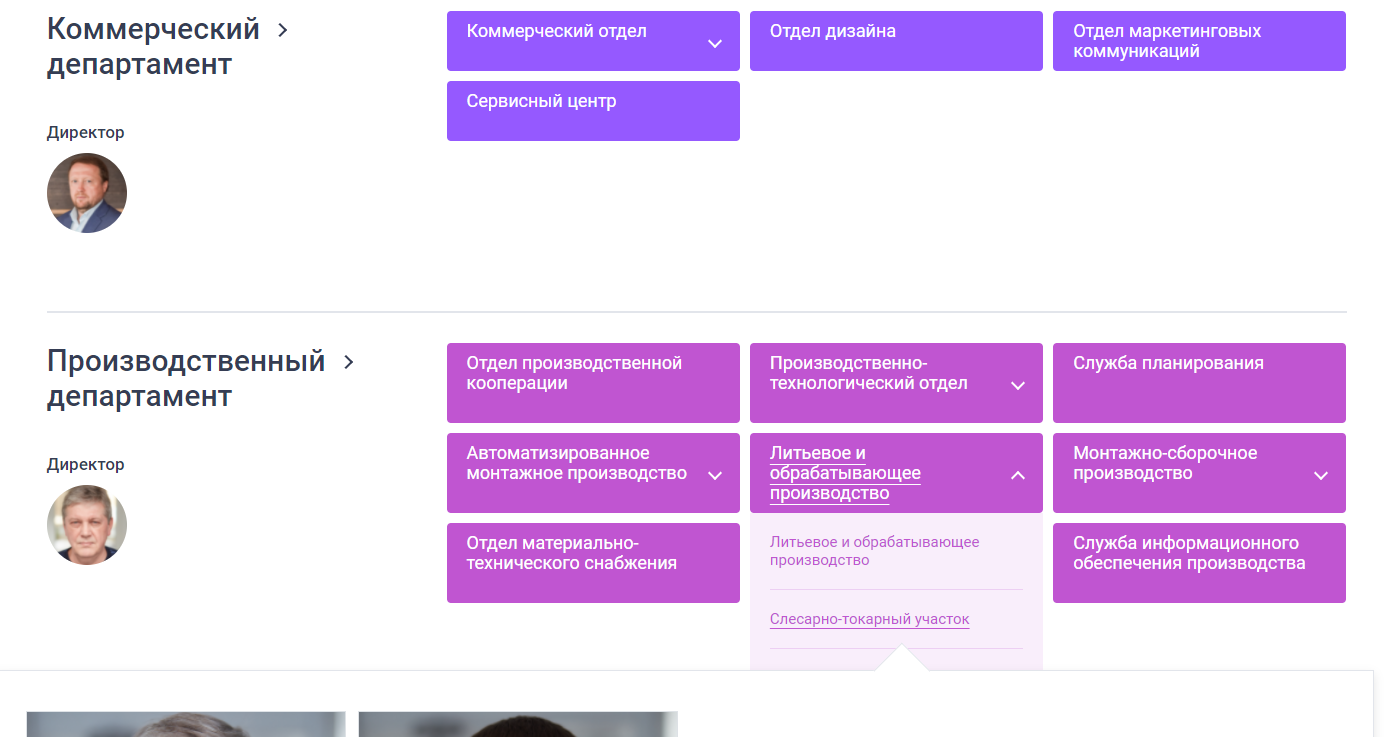 Коммерческий
департамент
Директор
Коммерческий отдел
Отдел дизайна
Отдел маркетинговых
коммуникаций
Сервисный центр
Производственный
департамент
Директор
Отдел производственной
кооперации
Производственно-
технологический отдел
Служба планирования
Автоматизированное
монтажное производство
Литьевое и
обрабатывающее
производство
Монтажно-сборочное
производство
Отдел материально-
технического снабжения
Литьевое и обрабатывающее
производство
Слесарно-токарный участок
Служба информационного
обеспечения производства